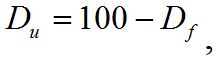 D_u = 100 − D_f ,